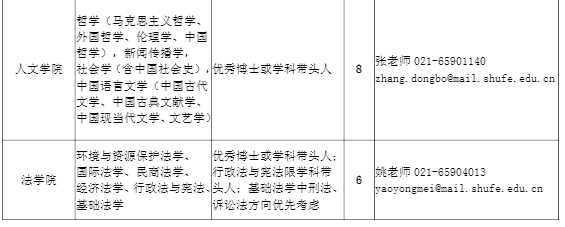 哲学（马克思主义哲学、
外国哲学、伦理学、中国
哲学），新闻传播学，
社会学（含中国社会史），
中国语言文学（中国古代
文学、中国古典文献学、
中国现当代文学、文艺学）
人文学院
优秀博士或学科带头人
8
张老师 021-65901140
zhang.dongbo@mail.shufe.edu.cn
法学院
环境与资源保护法学、
国际法学、民商法学、
经济法学、行政法与宪法、
基础法学
优秀博士或学科带头人；
行政法与宪法限学科带
头人；基础法学中刑法、
诉讼法方向优先考虑
6
姚老师 021-65904013
yaoyongmei@mail.shufe.edu.cn